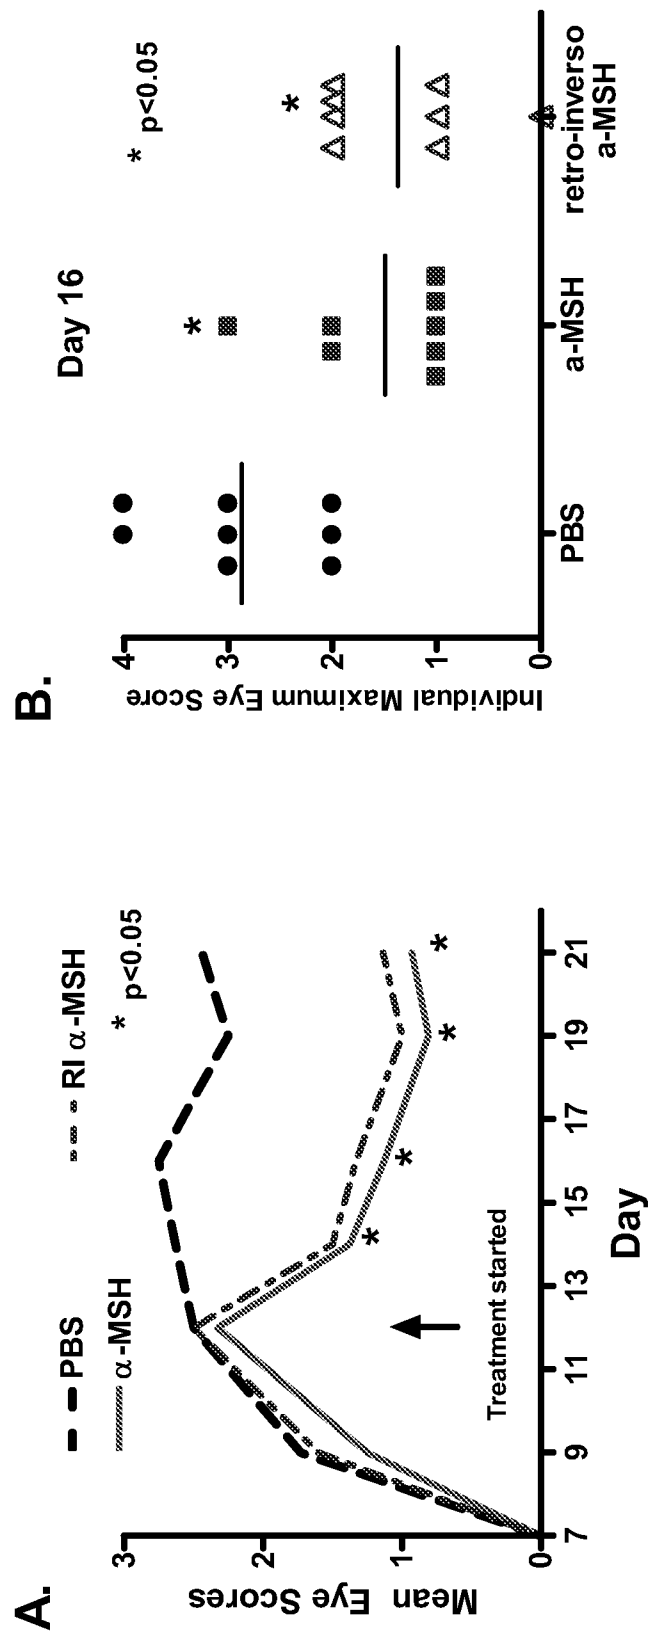 A.
PBS
RI α-MSH
α-MSH
* p<0.05
Mean Eye Scores
3
2
1
0
*
*
*
*
Treatment started
7
9
11
13
15
17
19
21
Day
B.
Day 16
* p<0.05
Individual Maximum Eye Score
4
3
2
1
0
*
*
PBS
a-MSH
retro-inverso
a-MSH